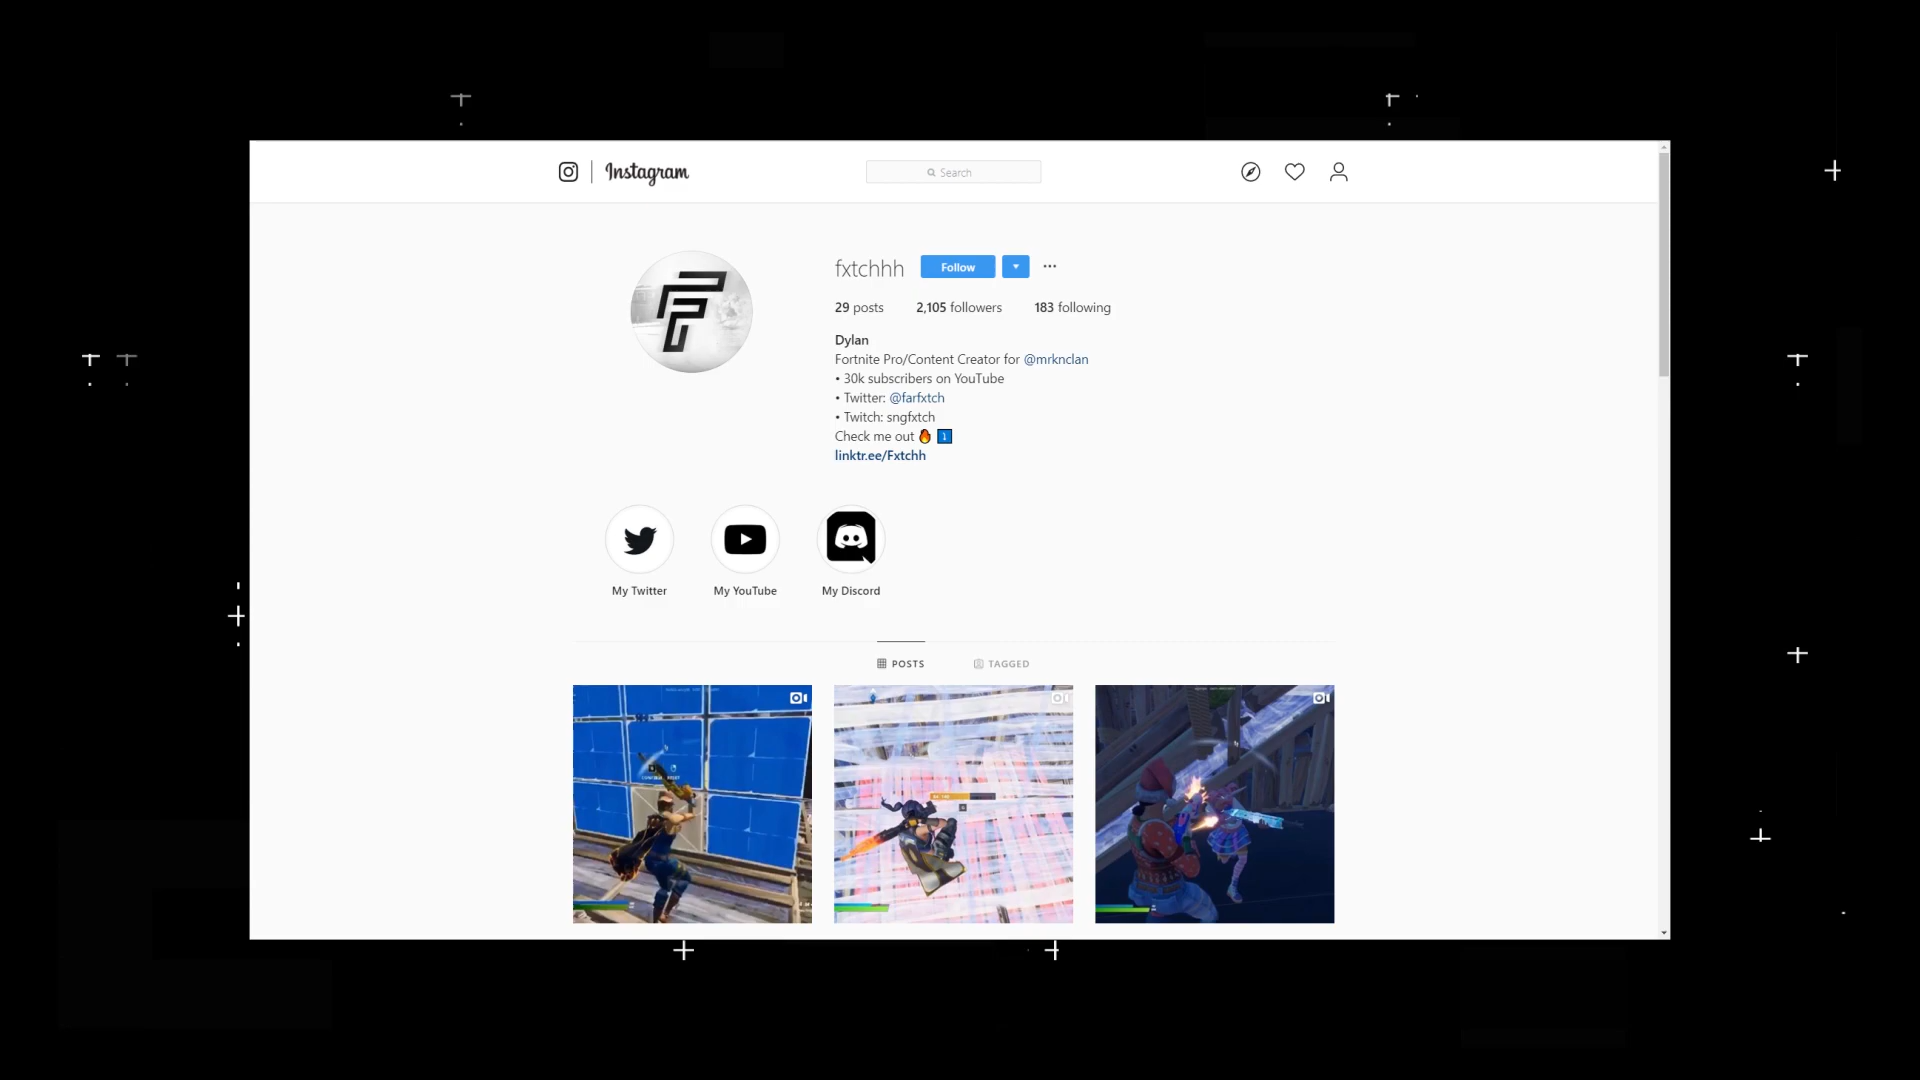 Instagram
Search
fxtchhh Follow
29 posts 2,105 followers 183 following
Dylan
Fortnite Pro/Content Creator for @mrknclan
• 30k subscribers on YouTube
• Twitter: @farfxtch
• Twitch: sngfxtch
Check me out 🔥 ⤵️
linktr.ee/Fxtchh
My Twitter My YouTube My Discord
POSTS TAGGED